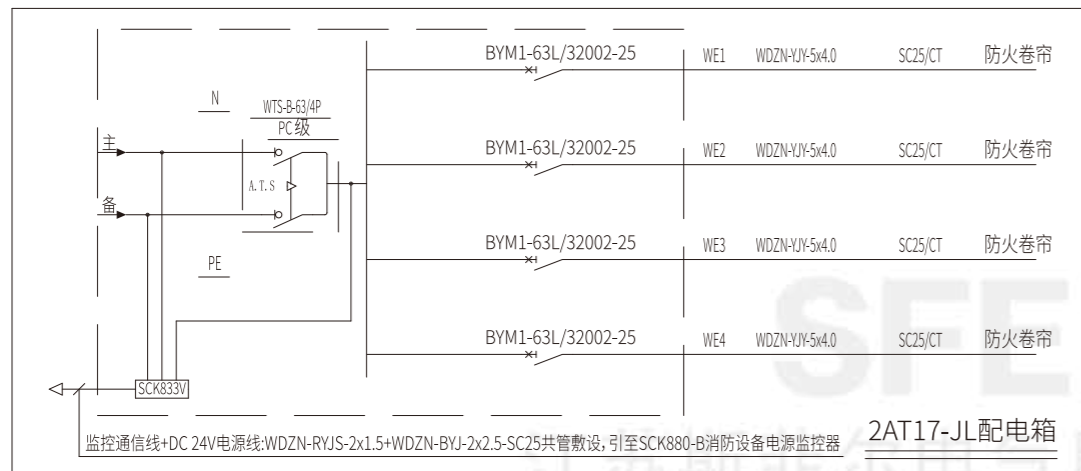 BYM1-63L/32002-25 WE1 WDZN-YJY-5x4.0 SC25/CT 防火卷帘
N
WTS-B-63/4P
PC级
主
BYM1-63L/32002-25 WE2 WDZN-YJY-5x4.0 SC25/CT 防火卷帘
A.T.S
备
BYM1-63L/32002-25 WE3 WDZN-YJY-5x4.0 SC25/CT 防火卷帘
PE
BYM1-63L/32002-25 WE4 WDZN-YJY-5x4.0 SC25/CT 防火卷帘
SCK833V
SFE
监控通信线+DC 24V电源线:WDZN-RYJS-2x1.5+WDZN-BYJ-2x2.5-SC25共管敷设, 引至SCK880-B消防设备电源监控器
2AT17-JL配电箱